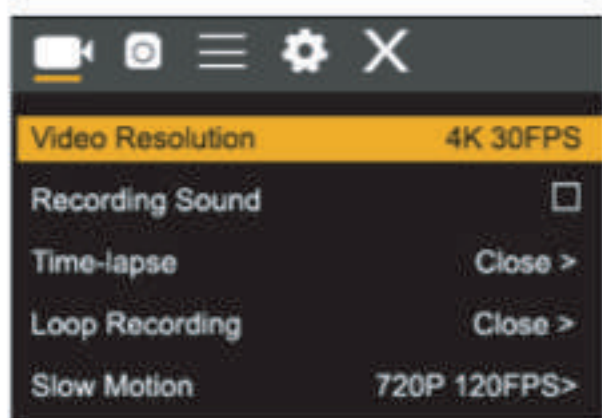 Video Resolution 4K 30FPS
Recording Sound
Time-lapse Close >
Loop Recording Close >
Slow Motion 720P 120FPS>